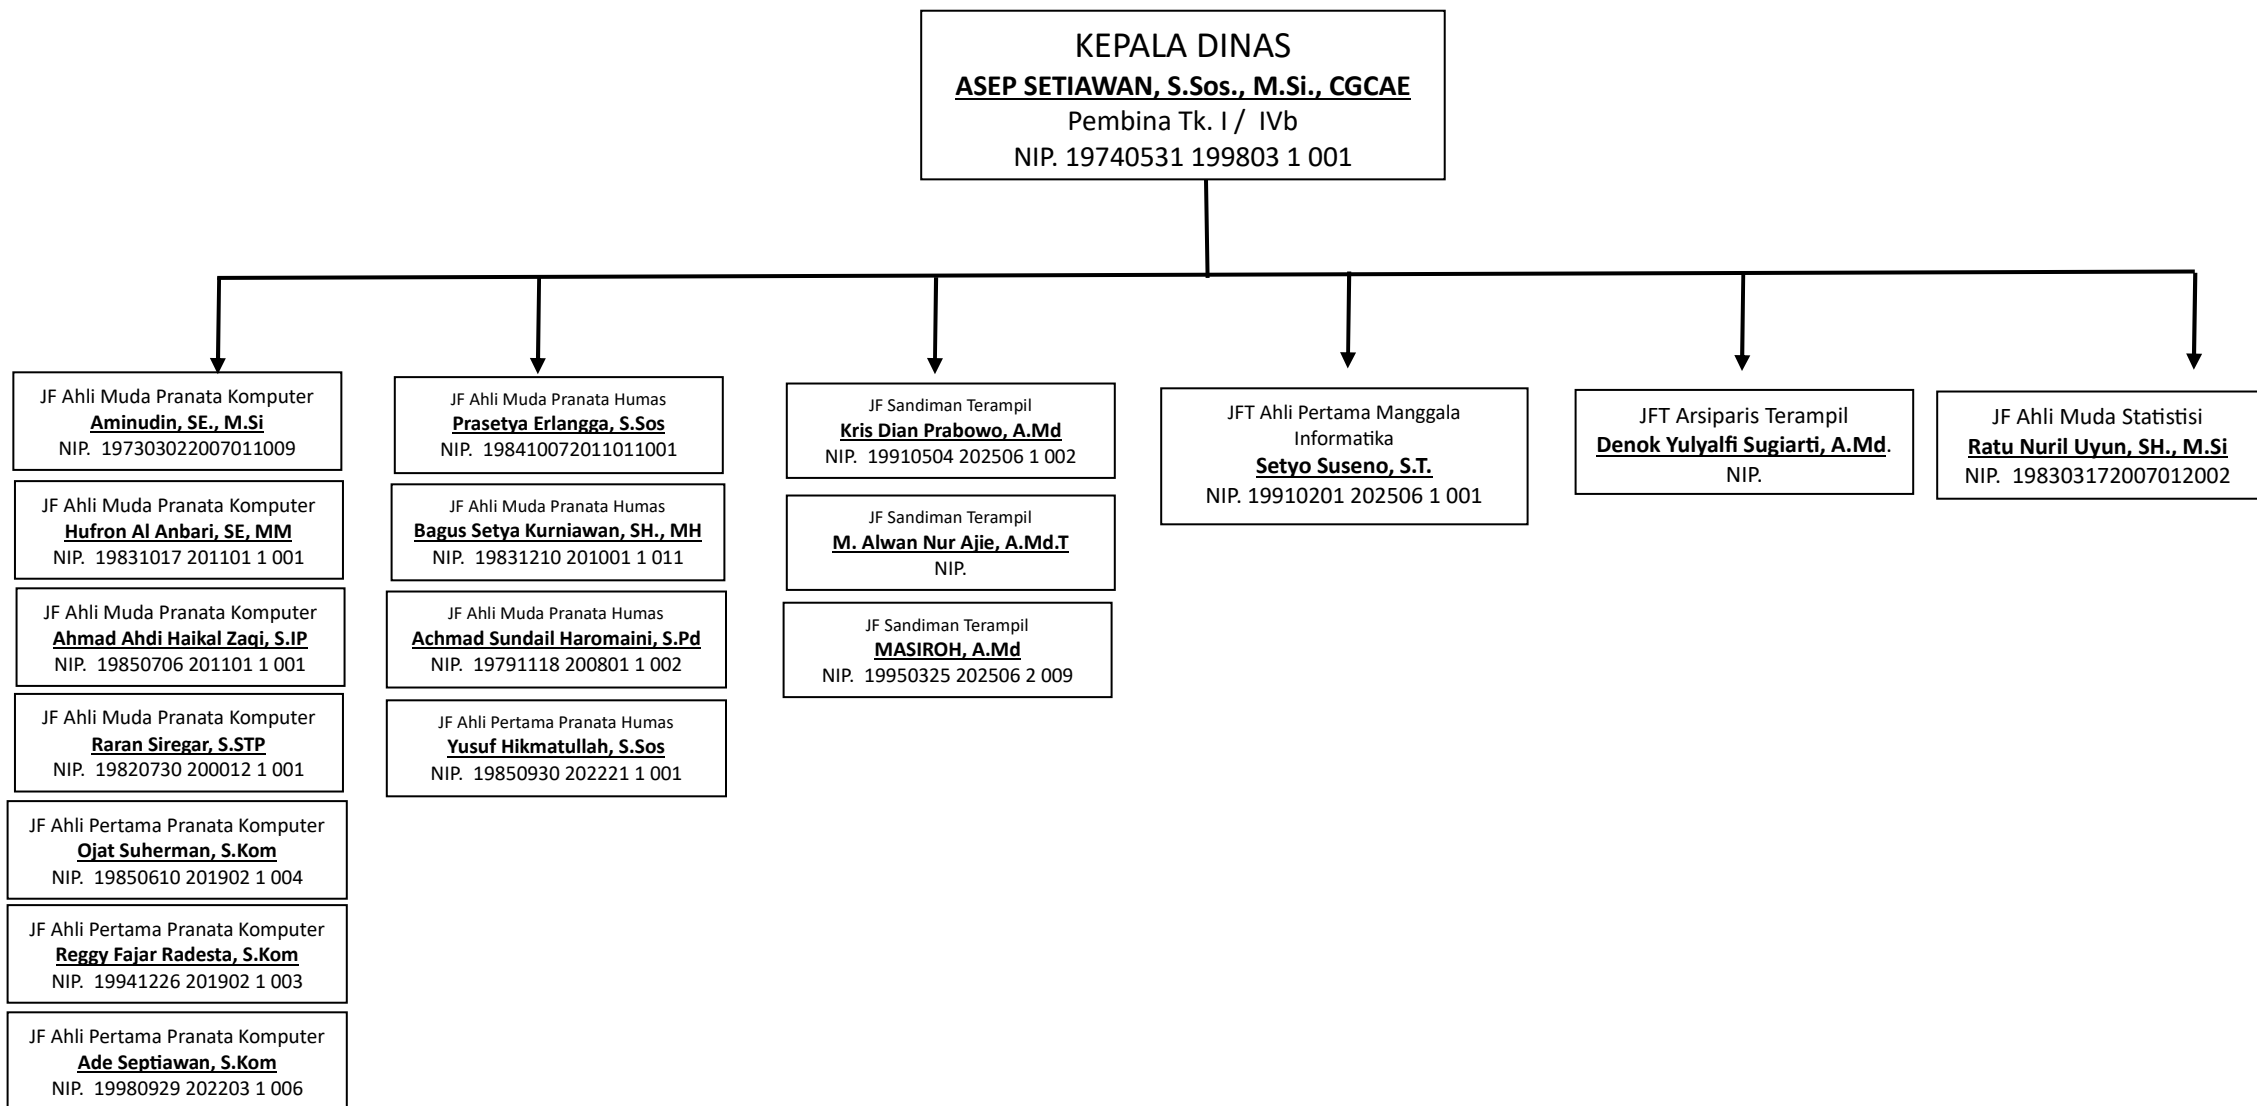 KEPALA DINAS
ASEP SETIAWAN, S.Sos., M.Si., CGCAE
Pembina Tk. I / IVb
NIP. 19740531 199803 1 001
JF Ahli Muda Pranata Komputer
Aminudin, SE., M.Si
NIP. 197303022007011009
JF Ahli Muda Pranata Komputer
Hufron Al Anbari, SE, MM
NIP. 19831017 201101 1 001
JF Ahli Muda Pranata Komputer
Ahmad Ahdi Haikal Zaqi, S.IP
NIP. 19850706 201101 1 001
JF Ahli Muda Pranata Komputer
Raran Siregar, S.STP
NIP. 19820730 200012 1 001
JF Ahli Pertama Pranata Komputer
Ojat Suherman, S.Kom
NIP. 19850610 201902 1 004
JF Ahli Pertama Pranata Komputer
Reggy Fajar Radesta, S.Kom
NIP. 19941226 201902 1 003
JF Ahli Pertama Pranata Komputer
Ade Septiawan, S.Kom
NIP. 19980929 202203 1 006
JF Ahli Muda Pranata Humas
Prasetya Erlangga, S.Sos
NIP. 198410072011011001
JF Ahli Muda Pranata Humas
Bagus Setya Kurniawan, SH., MH
NIP. 19831210 201001 1 011
JF Ahli Muda Pranata Humas
Achmad Sundail Haromaini, S.Pd
NIP. 19791118 200801 1 002
JF Ahli Pertama Pranata Humas
Yusuf Hikmatullah, S.Sos
NIP. 19850930 202221 1 001
JF Sandiman Terampil
Kris Dian Prabowo, A.Md
NIP. 19910504 202506 1 002
JF Sandiman Terampil
M. Alwan Nur Ajie, A.Md.T
NIP.
JF Sandiman Terampil
MASIROH, A.Md
NIP. 19950325 202506 2 009
JFT Ahli Pertama Manggala
Informatika
Setyo Suseno, S.T.
NIP. 19910201 202506 1 001
JFT Arsiparis Terampil
Denok Yulyalfi Sugiarti, A.Md.
NIP.
JF Ahli Muda Statistisi
Ratu Nuril Uyun, SH., M.Si
NIP. 198303172007012002